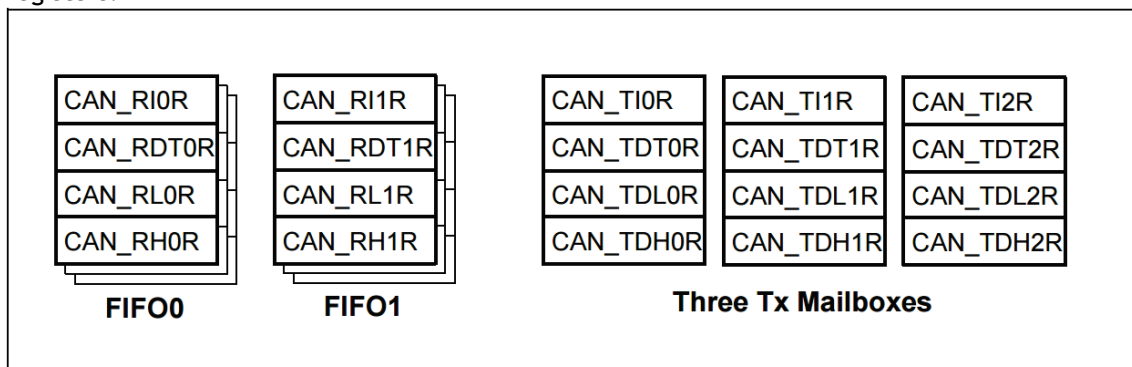 CAN_RI0R CAN_RI1R CAN_TI0R CAN_TI1R CAN_TI2R
CAN_RDT0R CAN_RDT1R CAN_TDT0R CAN_TDT1R CAN_TDT2R
CAN_RL0R CAN_RL1R CAN_TDL0R CAN_TDL1R CAN_TDL2R
CAN_RH0R CAN_RH1R CAN_TDH0R CAN_TDH1R CAN_TDH2R
FIFO0 FIFO1 Three Tx Mailboxes